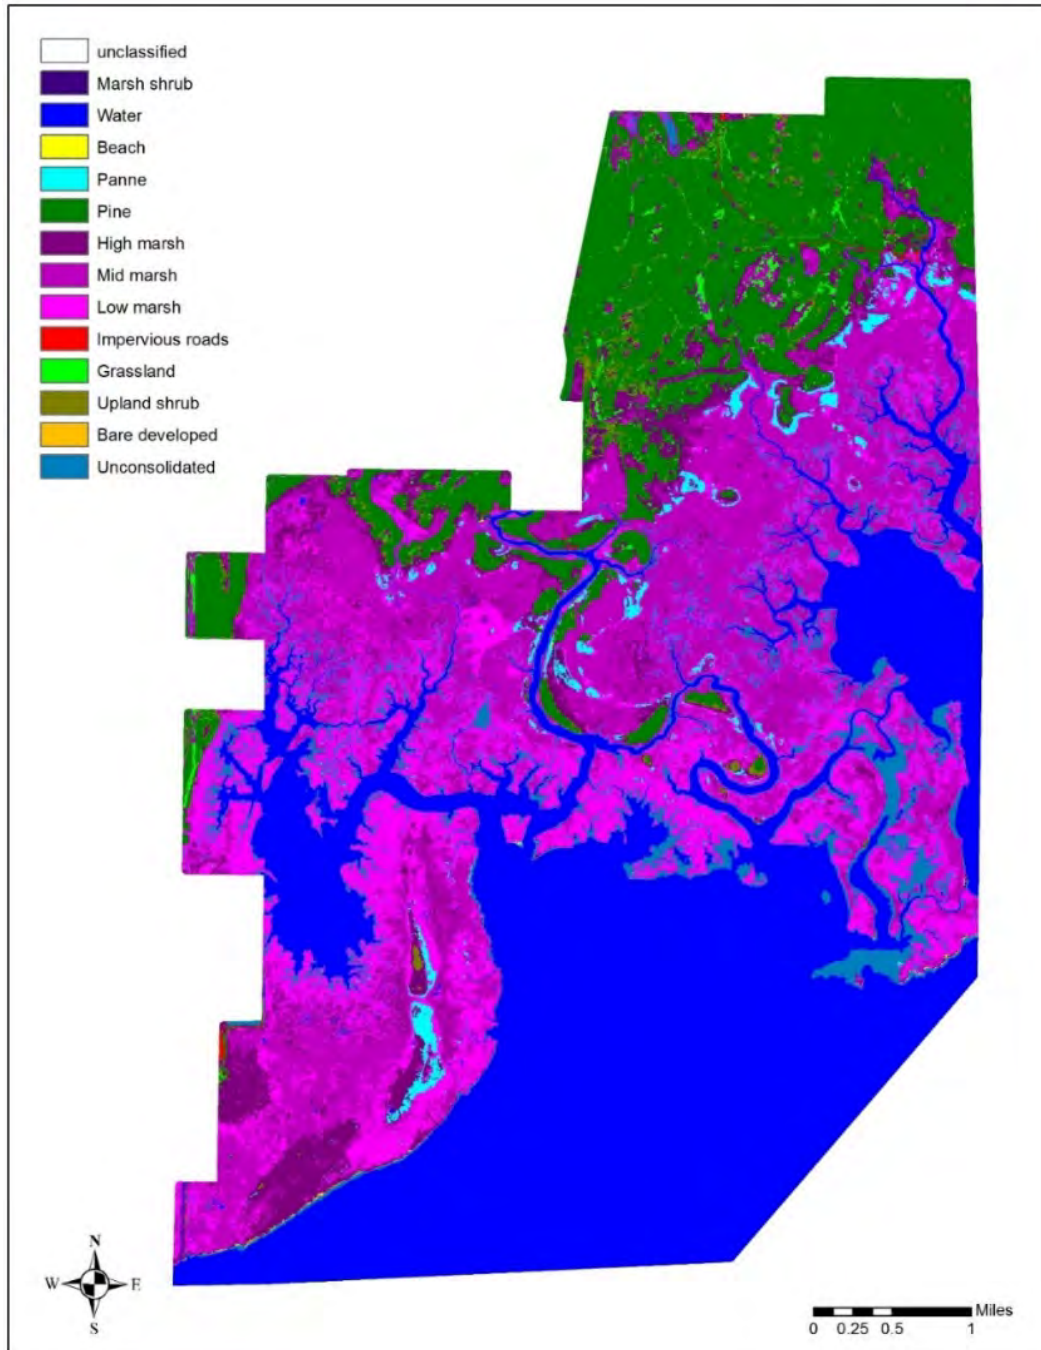 unclassified
Marsh shrub
Water
Beach
Panne
Pine
High marsh
Mid marsh
Low marsh
Impervious roads
Grassland
Upland shrub
Bare developed
Unconsolidated
N
W E
S
Miles
0 0.25 0.5 1